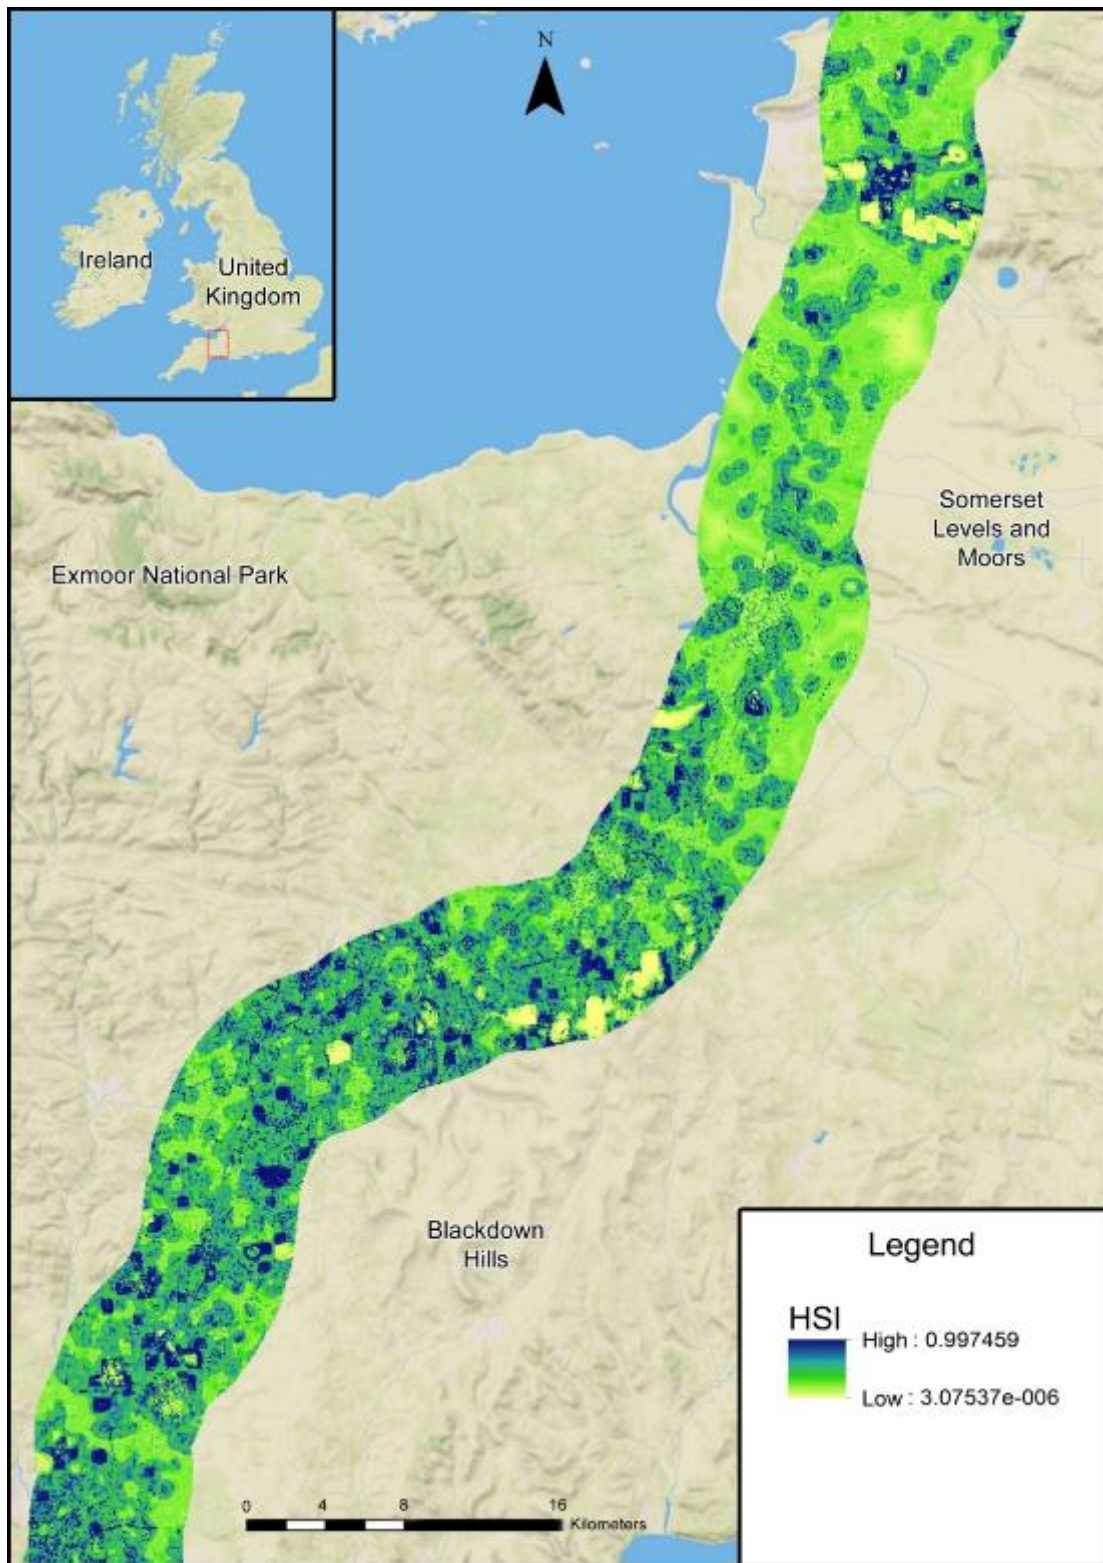 N
Ireland
United
Kingdom
Somerset
Levels and
Moors
Exmoor National Park
Blackdown
Hills
Legend
HSI
High : 0.997459
Low : 3.07537e-006
0 4 8 16
Kilometers